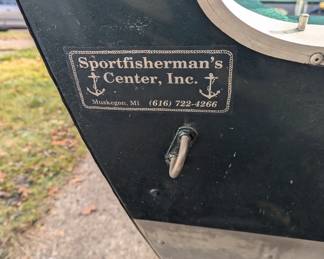 Sportfisherman's
Center, Inc.
Muskegon, MI (616) 722-4266